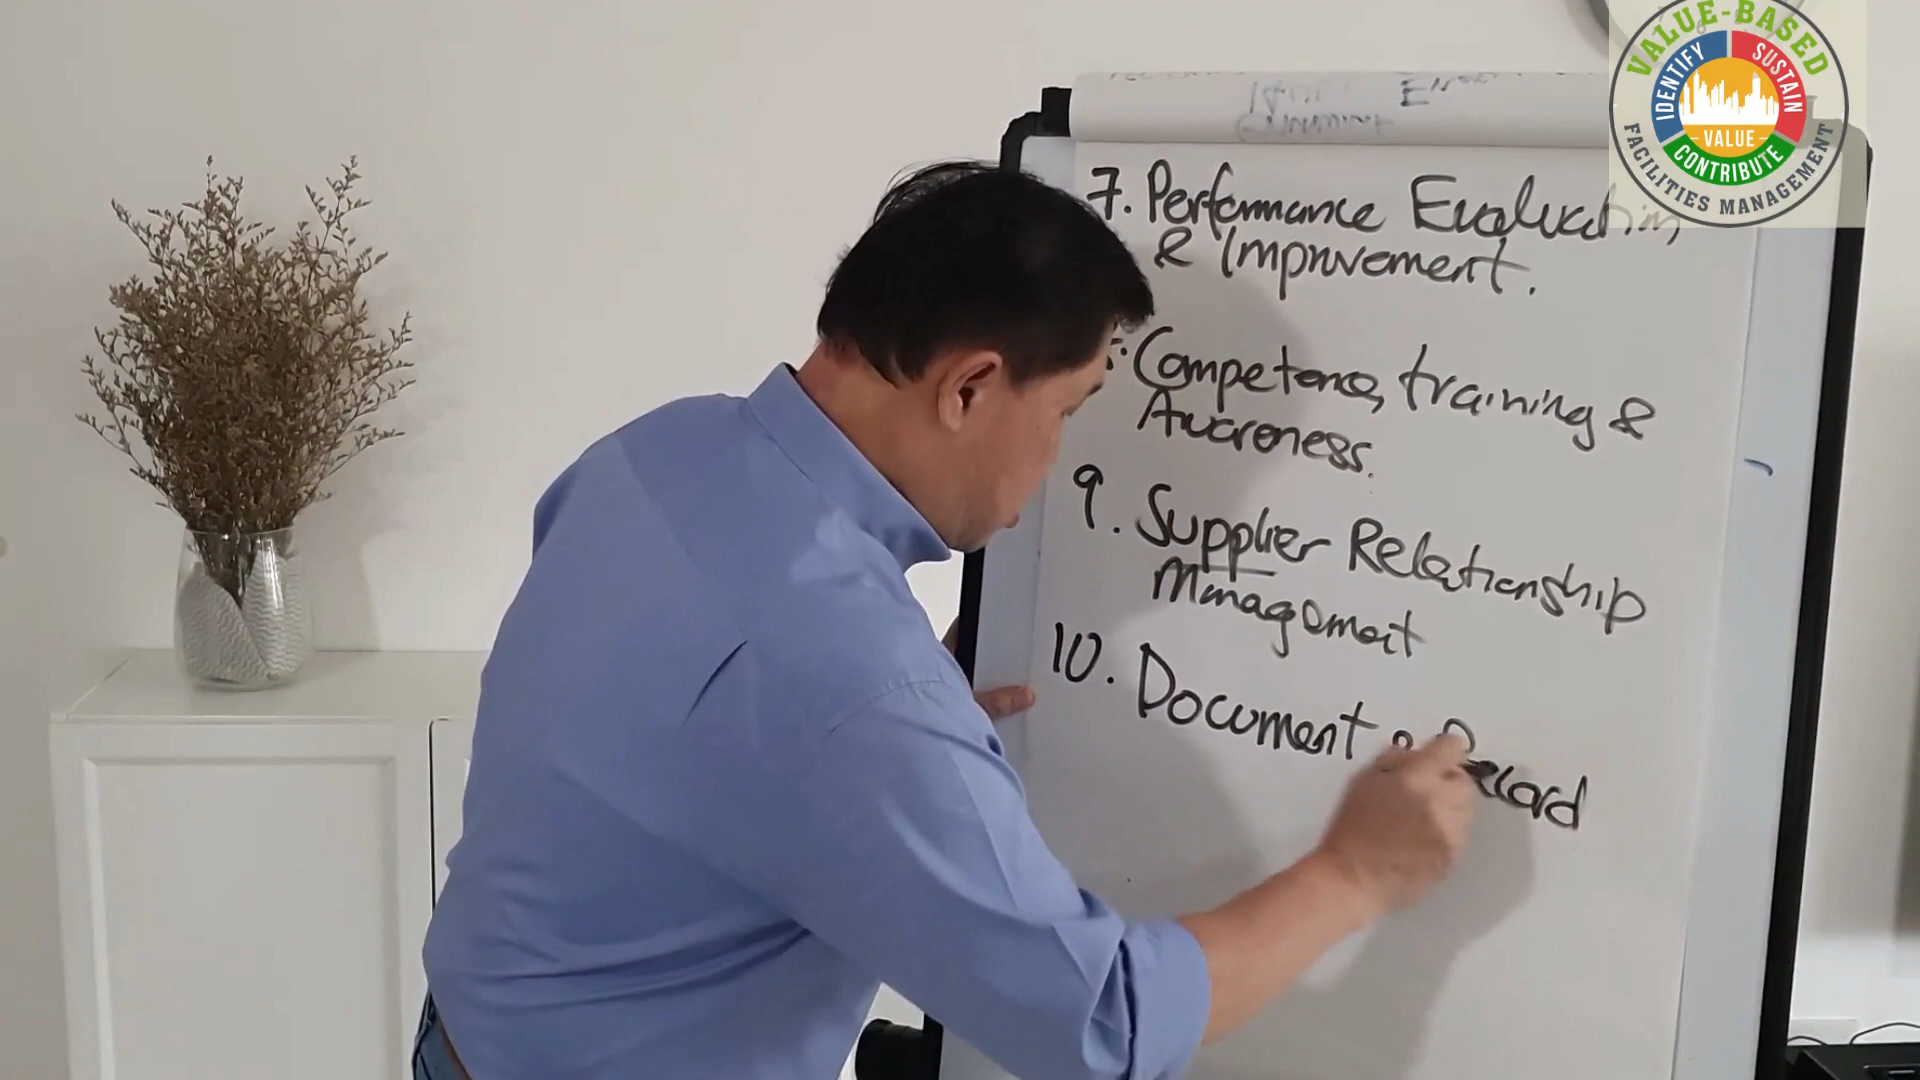 VALUE-BASED
IDENTIFY
SUSTAIN
VALUE
CONTRIBUTE
FACILITIES MANAGEMENT
7. Performance Evaluation
& Improvement.
Competence, training &
Awareness.
9. Supplier Relationship
Management
10. Document & Record